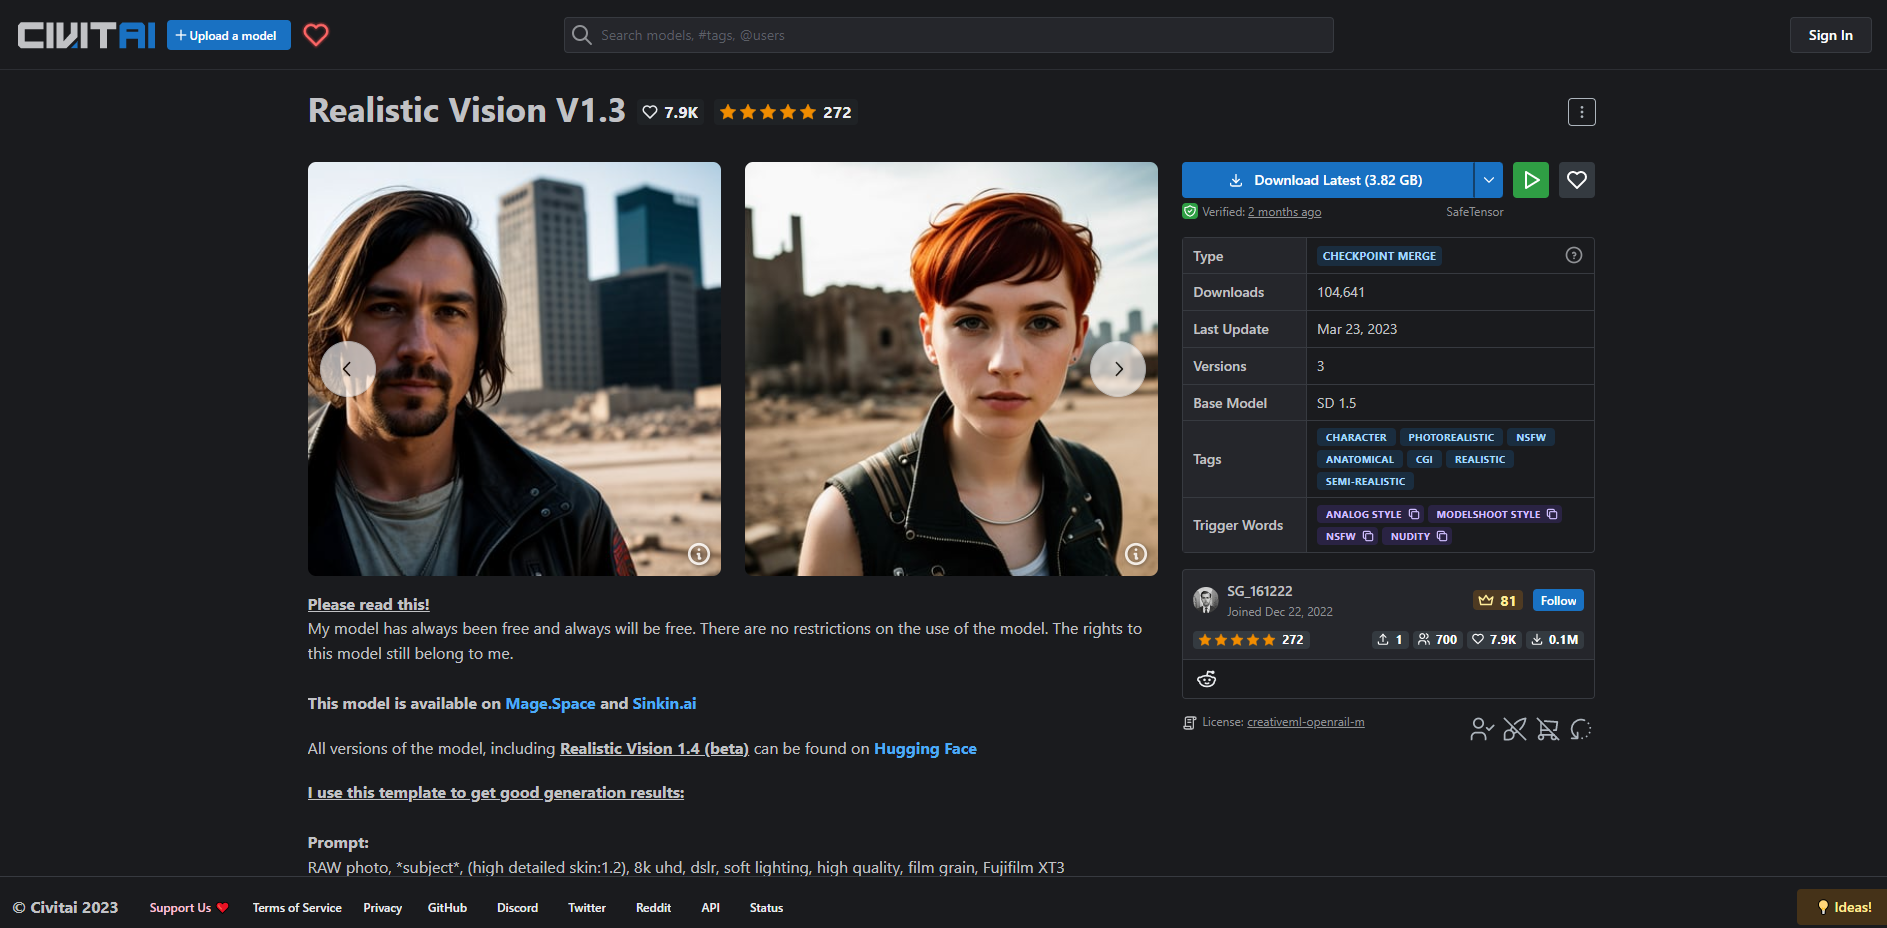 CIVITAI
+ Upload a model
Search models, #tags, @users
Sign In
Realistic Vision V1.3
7.9K
272
Download Latest (3.82 GB)
Verified: 2 months ago
SafeTensor
Type
CHECKPOINT MERGE
Downloads
104,641
Last Update
Mar 23, 2023
Versions
3
Base Model
SD 1.5
Tags
CHARACTER PHOTOREALISTIC NSFW
ANATOMICAL CGI REALISTIC
SEMI-REALISTIC
Trigger Words
ANALOG STYLE MODELSHOOT STYLE
NSFW NUDITY
SG_161222
Joined Dec 22, 2022
81
Follow
272
1
700
7.9K
0.1M
License: creativeml-openrail-m
Please read this!
My model has always been free and always will be free. There are no restrictions on the use of the model. The rights to
this model still belong to me.
This model is available on Mage.Space and Sinkin.ai
All versions of the model, including Realistic Vision 1.4 (beta) can be found on Hugging Face
I use this template to get good generation results:
Prompt:
RAW photo, *subject*, (high detailed skin:1.2), 8k uhd, dslr, soft lighting, high quality, film grain, Fujifilm XT3
© Civitai 2023
Support Us
Terms of Service
Privacy
GitHub
Discord
Twitter
Reddit
API
Status
Ideas!